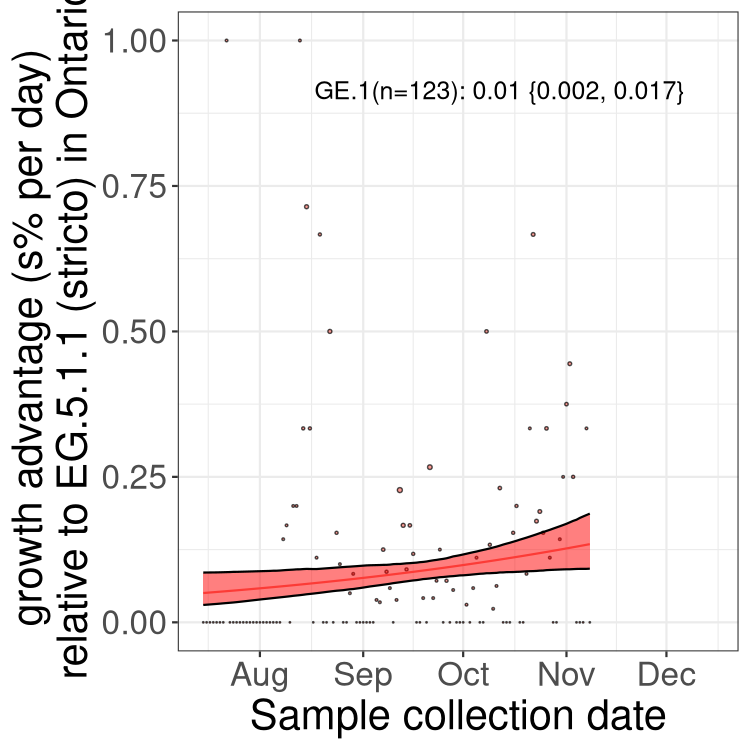 growth advantage (s% per day)
relative to EG.5.1.1 (stricto) in Ontario
1.00
0.75
0.50
0.25
0.00
GE.1(n=123): 0.01 {0.002, 0.017}
Aug Sep Oct Nov Dec
Sample collection date